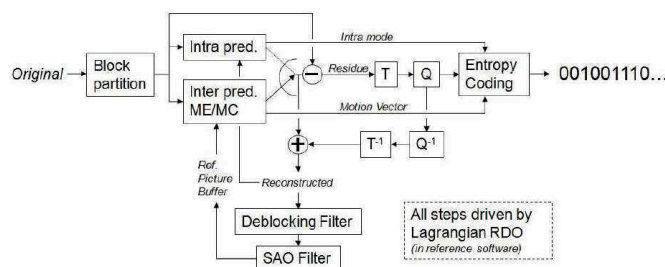 Original
Block
partition
Intra pred.
Inter pred.
ME/MC
Intra mode
Residue
T
Q
Entropy
Coding
001001110...
Motion Vector
T-1
Q-1
Ref.
Picture
Buffer
Reconstructed
Deblocking Filter
SAO Filter
All steps driven by
Lagrangian RDO
(in reference software)